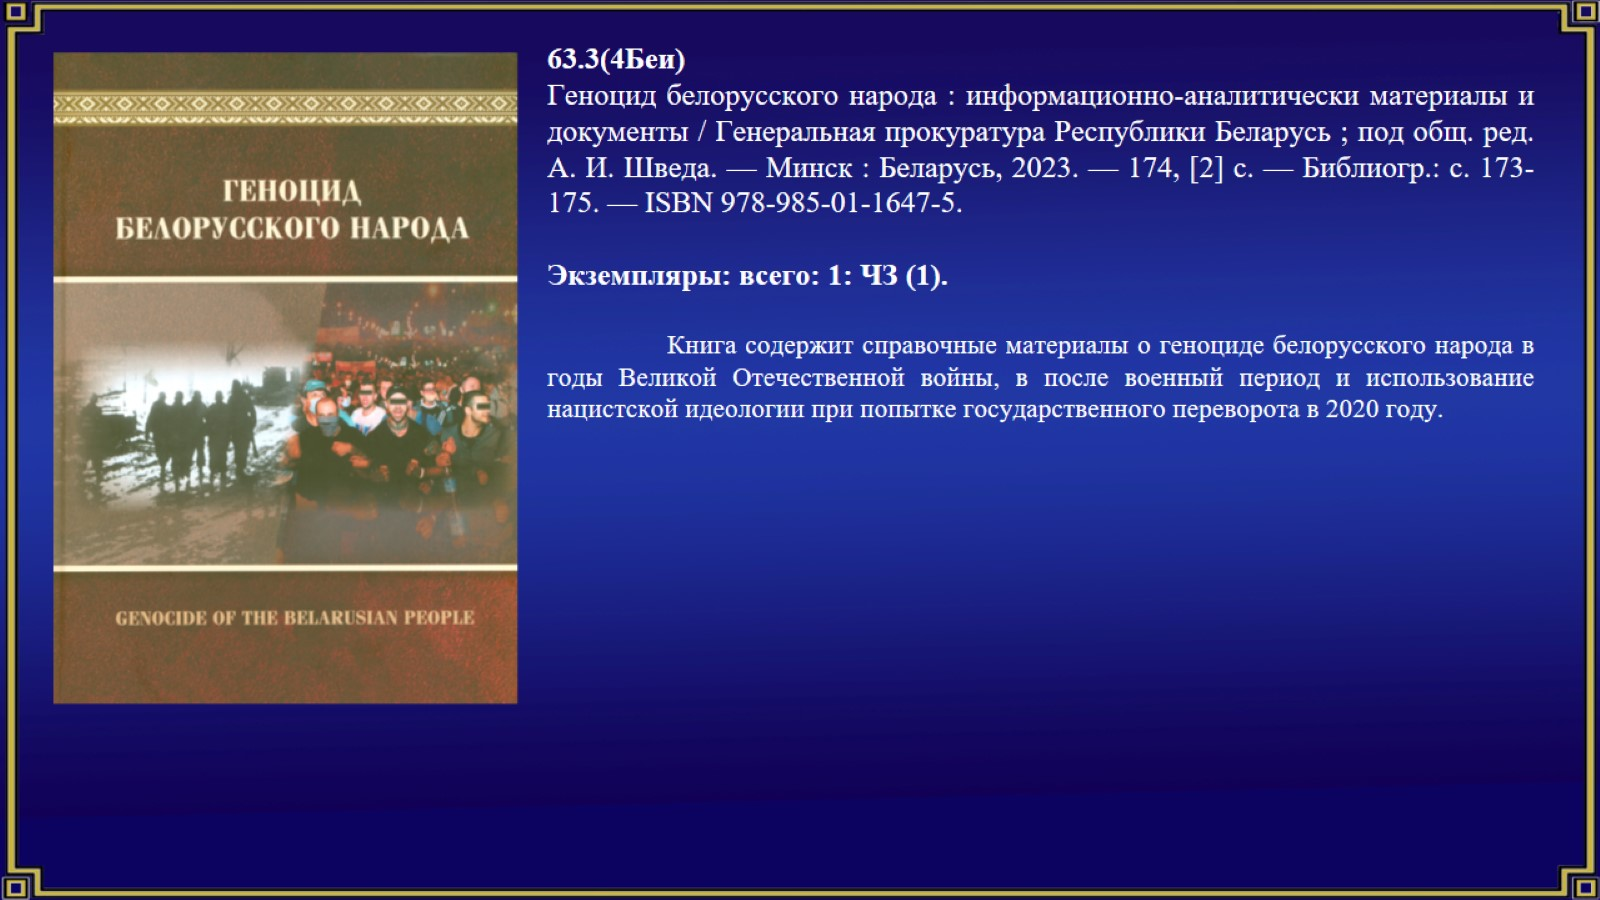 ГЕНОЦИД
БЕЛОРУССКОГО НАРОДА
GENOCIDE OF THE BELARUSIAN PEOPLE
63.3(4Беи)
Геноцид белорусского народа : информационно-аналитически материалы и
документы / Генеральная прокуратура Республики Беларусь ; под общ. ред.
А. И. Шведа. — Минск : Беларусь, 2023. — 174, [2] с. — Библиогр.: с. 173-
175. — ISBN 978-985-01-1647-5.
Экземпляры: всего: 1: ЧЗ (1).
Книга содержит справочные материалы о геноциде белорусского народа в
годы Великой Отечественной войны, в после военный период и использование
нацистской идеологии при попытке государственного переворота в 2020 году.